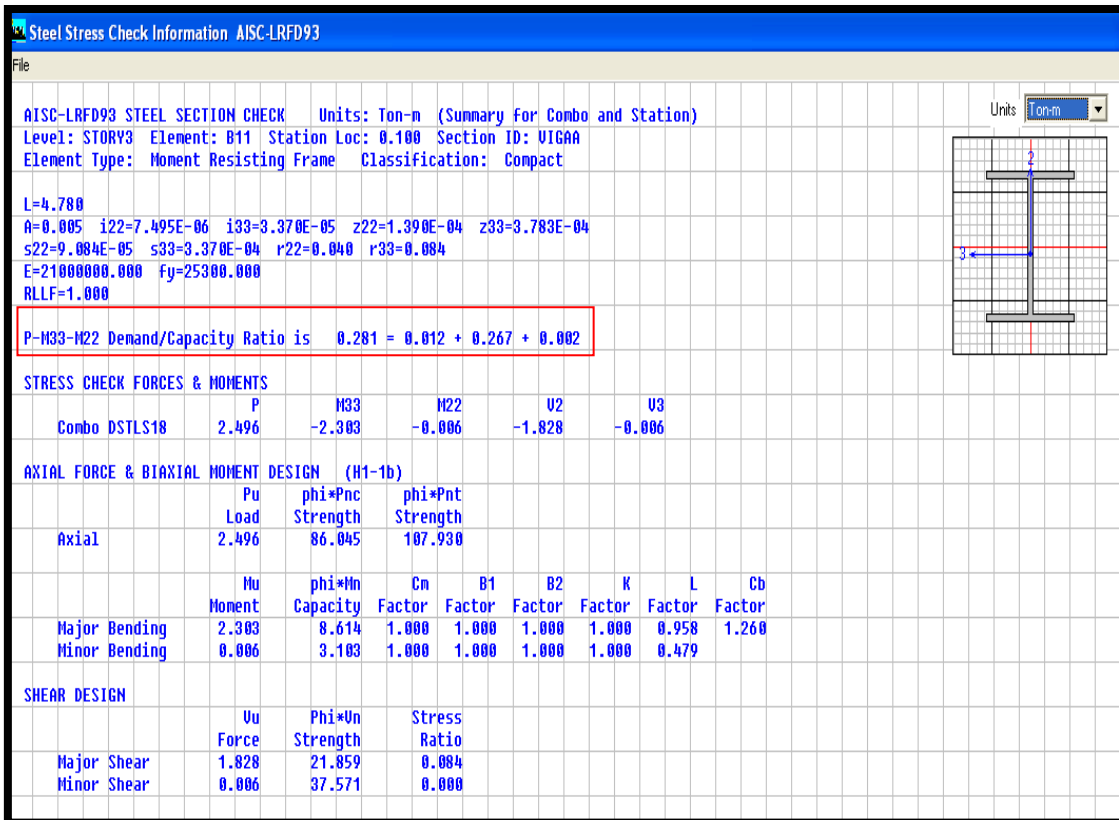 Steel Stress Check Information AISC-LRFD93
File
Units Ton-m
AISC-LRFD93 STEEL SECTION CHECK Units: Ton-m (Summary for Combo and Station)
Level: STORY3 Element: B11 Station Loc: 0.100 Section ID: VIGAA
Element Type: Moment Resisting Frame Classification: Compact
L=4.780
A=0.005 i22=7.495E-06 i33=3.370E-05 z22=1.390E-04 z33=3.783E-04
s22=9.084E-05 s33=3.370E-04 r22=0.040 r33=0.084
E=21000000.000 fy=25300.000
RLLF=1.000
P-M33-M22 Demand/Capacity Ratio is 0.281 = 0.012 + 0.267 + 0.002
STRESS CHECK FORCES & MOMENTS
P M33 M22 V2 V3
Combo DSTLS18 2.496 -2.303 -0.006 -1.828 -0.006
AXIAL FORCE & BIAXIAL MOMENT DESIGN (H1-1b)
Pu phi*Pnc phi*Pnt
Load Strength Strength
Axial 2.496 86.045 107.930
Mu phi*Mn Cm B1 B2 K L Cb
Moment Capacity Factor Factor Factor Factor Factor Factor
Major Bending 2.303 8.614 1.000 1.000 1.000 1.000 0.958 1.260
Minor Bending 0.006 3.103 1.000 1.000 1.000 1.000 0.479
SHEAR DESIGN
Vu Phi*Vn Stress
Force Strength Ratio
Major Shear 1.828 21.859 0.084
Minor Shear 0.006 37.571 0.000
2
3